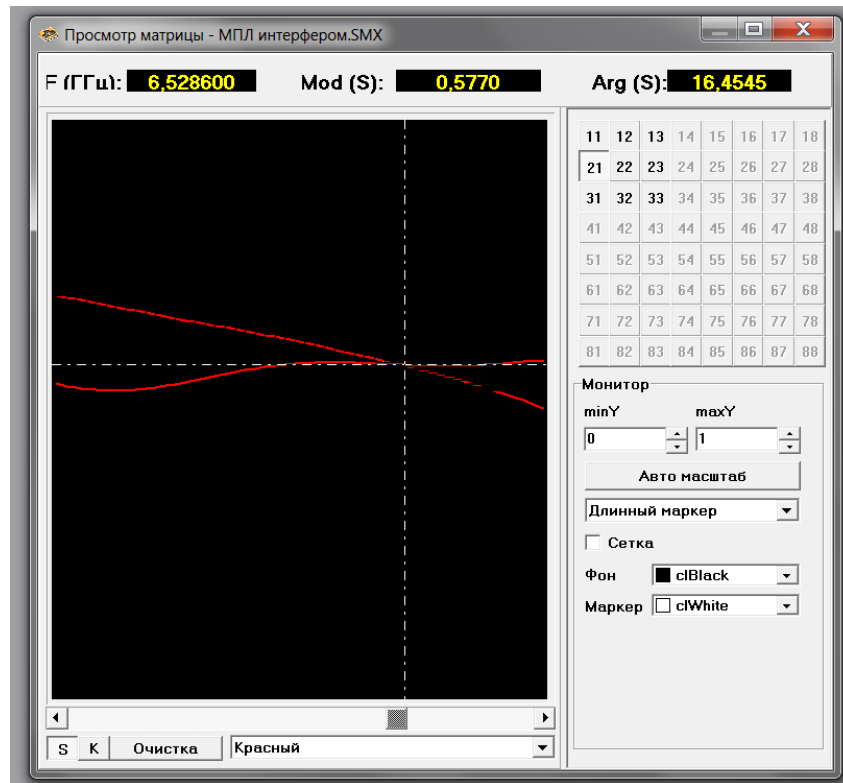 Просмотр матрицы - МПЛ интерфером.SMX
F (ГГц): 6,528600 Mod (S): 0,5770 Arg (S): 16,4545
11 12 13 14 15 16 17 18
21 22 23 24 25 26 27 28
31 32 33 34 35 36 37 38
41 42 43 44 45 46 47 48
51 52 53 54 55 56 57 58
61 62 63 64 65 66 67 68
71 72 73 74 75 76 77 78
81 82 83 84 85 86 87 88
Монитор
minY maxY
0 1
Авто масштаб
Длинный маркер
Сетка
Фон clBlack
Маркер clWhite
S K Очистка Красный